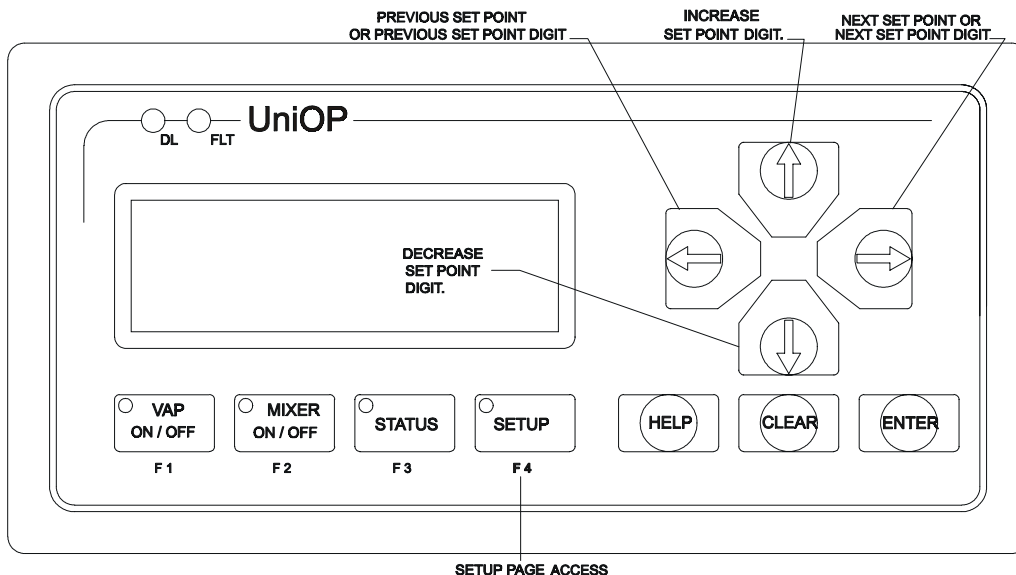 PREVIOUS SET POINT
OR PREVIOUS SET POINT DIGIT
INCREASE
SET POINT DIGIT.
NEXT SET POINT OR
NEXT SET POINT DIGIT
DL
FLT
UniOP
DECREASE
SET POINT
DIGIT.
VAP
ON / OFF
MIXER
ON / OFF
STATUS
SETUP
HELP
CLEAR
ENTER
F 1
F 2
F 3
F 4
SETUP PAGE ACCESS